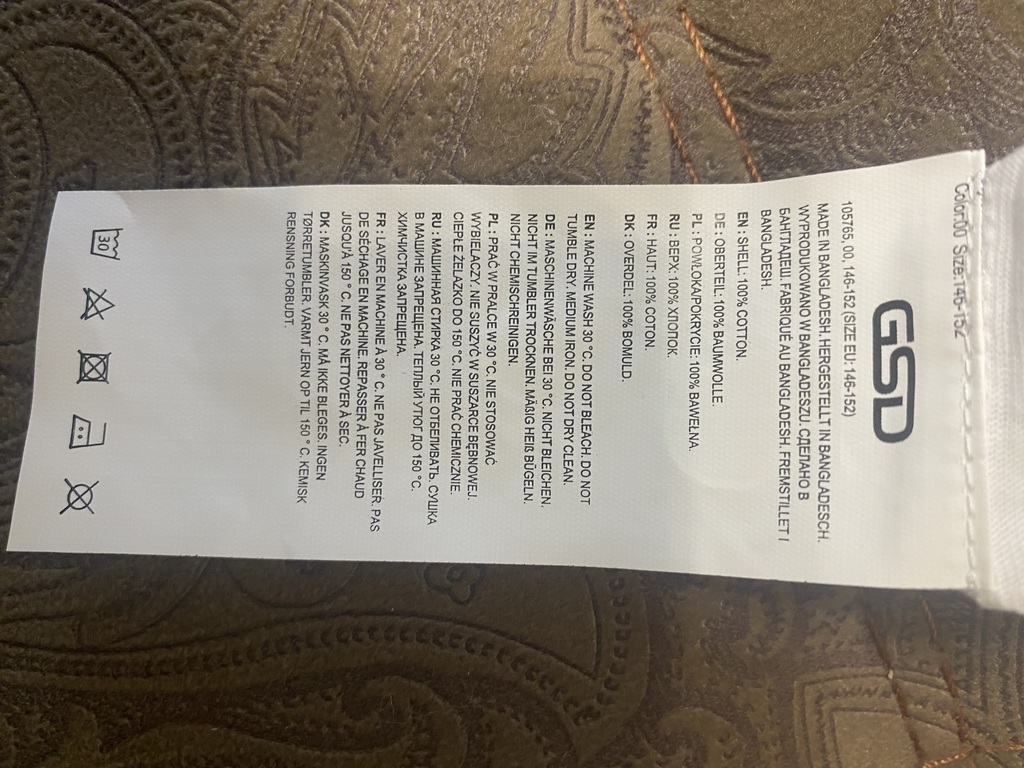 Color:00 Size:146-152
GSD
105765, 00, 146-152 (SIZE EU: 146-152)
MADE IN BANGLADESH. HERGESTELLT IN BANGLADESCH.
WYPRODUKOWANO W BANGLADESZU. СДЕЛАНО В
БАНГЛАДЕШ. FABRIQUÉ AU BANGLADESH. FREMSTILLET I
BANGLADESH.
EN : SHELL: 100% COTTON.
DE : OBERTEIL: 100% BAUMWOLLE.
PL : POWŁOKA/POKRYCIE: 100% BAWEŁNA.
RU : ВЕРХ: 100% ХЛОПОК.
FR : HAUT: 100% COTON.
DK : OVERDEL: 100% BOMULD.
EN : MACHINE WASH 30 °C. DO NOT BLEACH. DO NOT
TUMBLE DRY. MEDIUM IRON. DO NOT DRY CLEAN.
DE : MASCHINENWÄSCHE BEI 30 °C. NICHT BLEICHEN.
NICHT IM TUMBLER TROCKNEN. MÄßIG HEIß BÜGELN.
NICHT CHEMISCHREINIGEN.
PL : PRAĆ W PRALCE W 30 °C. NIE STOSOWAĆ
WYBIELACZY. NIE SUSZYĆ W SUSZARCE BĘBNOWEJ.
CIEPŁE ŻELAZKO DO 150 °C. NIE PRAĆ CHEMICZNIE.
RU : МАШИННАЯ СТИРКА 30 °C. НЕ ОТБЕЛИВАТЬ. СУШКА
В МАШИНЕ ЗАПРЕЩЕНА. ТЕПЛЫЙ УТЮГ ДО 150 °C.
ХИМЧИСТКА ЗАПРЕЩЕНА.
FR : LAVER EN MACHINE À 30 °C. NE PAS JAVELLISER. PAS
DE SÉCHAGE EN MACHINE. REPASSER À FER CHAUD
JUSQU'À 150 °C. NE PAS NETTOYER À SEC.
DK : MASKINVASK 30 °C. MÅ IKKE BLEGES. INGEN
TØRRETUMBLER. VARMT JERN OP TIL 150 °C. KEMISK
RENSNING FORBUDT.
30